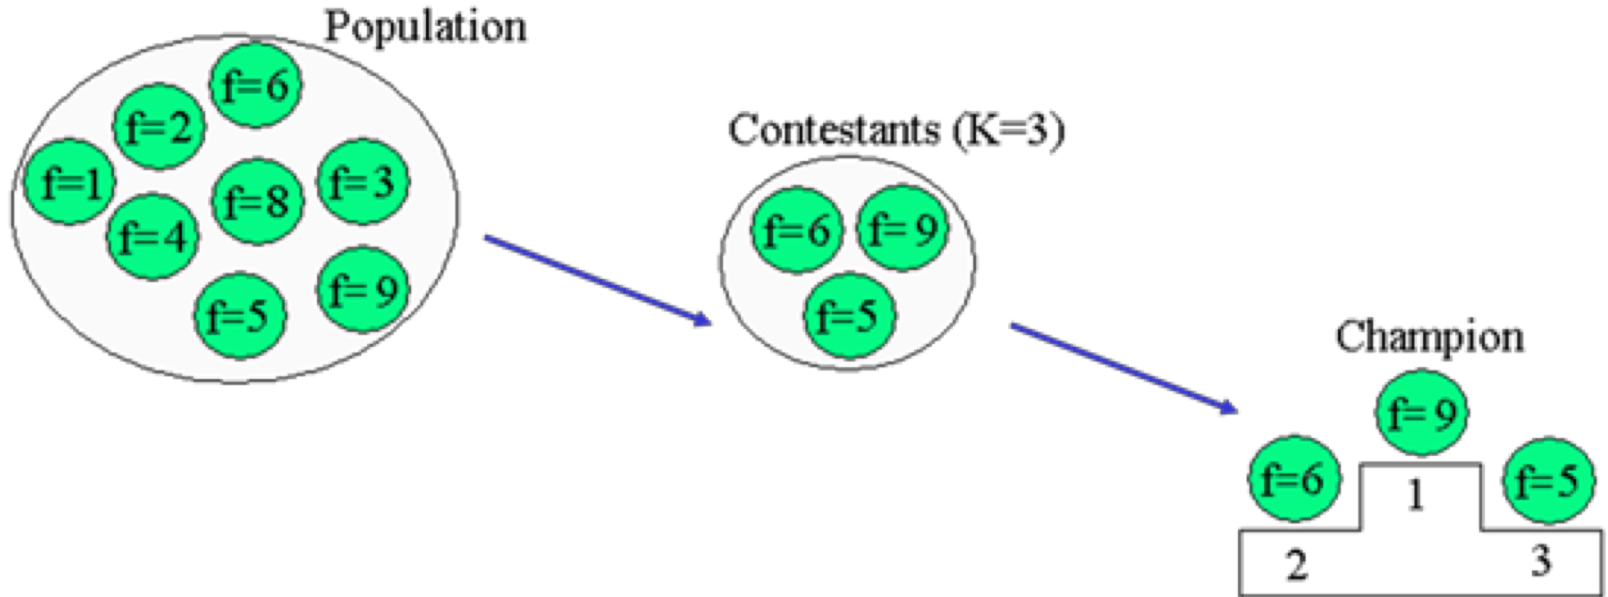 Population
f=6
f=2
f=1
f=3
f=8
f=4
f=9
f=5
Contestants (K=3)
f=6
f=9
f=5
Champion
f=9
f=6
f=5
1
2
3